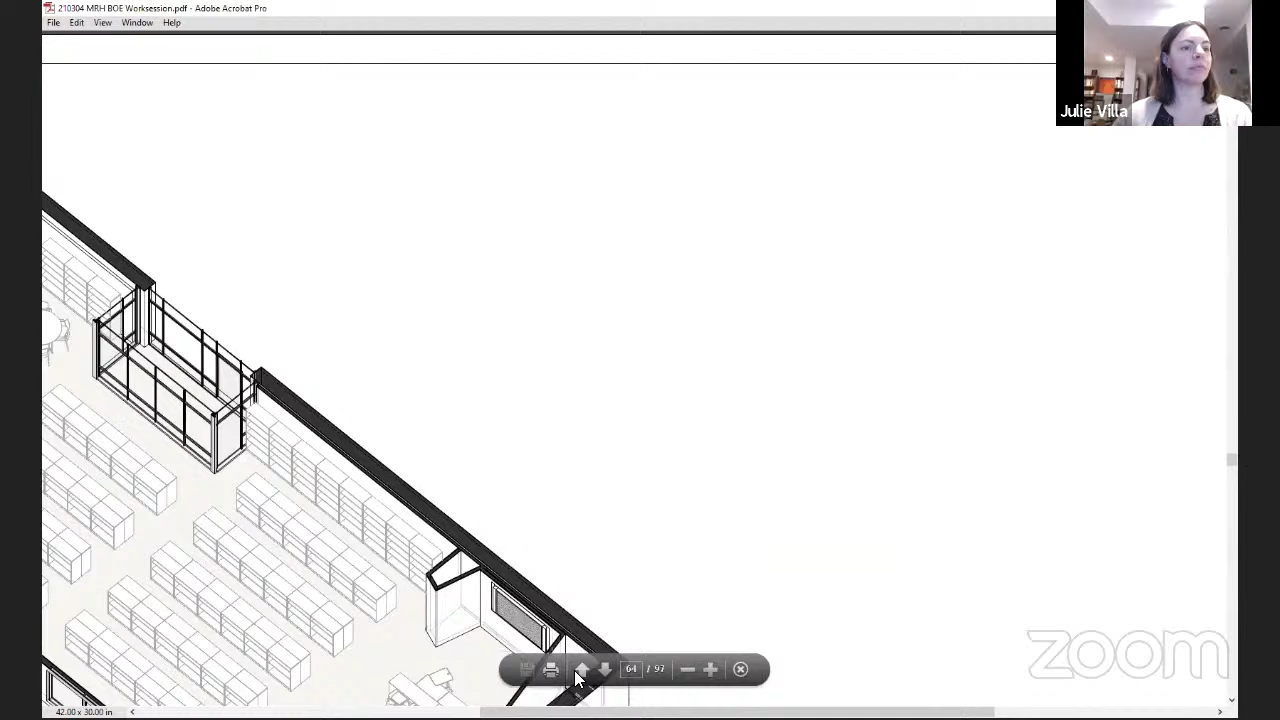 210304 MRH BOE Worksession.pdf - Adobe Acrobat Pro
File Edit View Window Help
Julie Villa
64 / 97
zoom
42.00 x 30.00 in